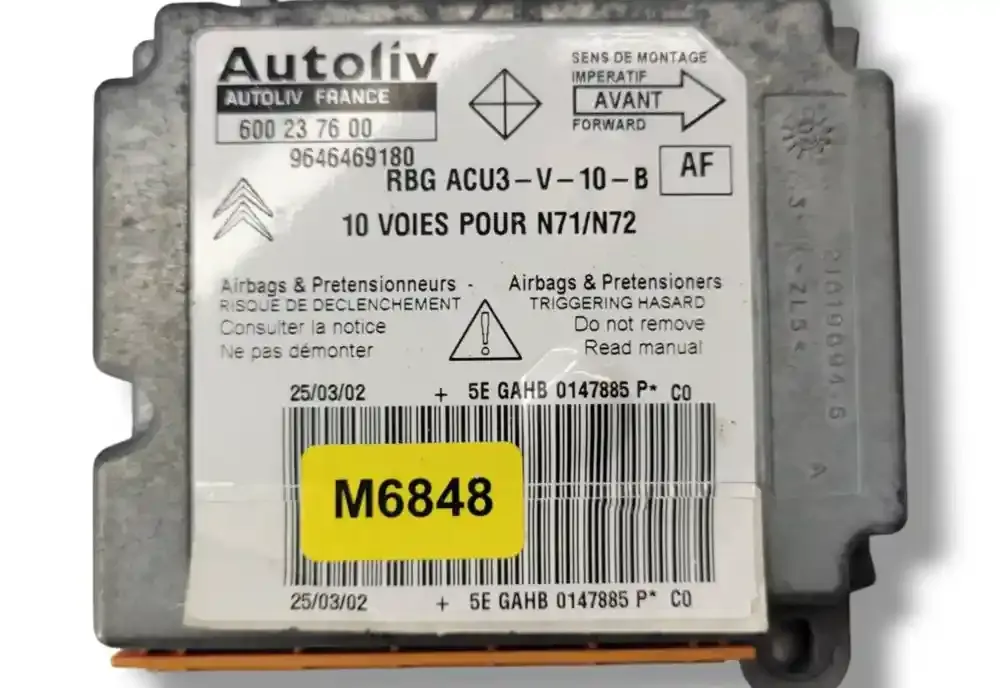 Autoliv
AUTOLIV FRANCE
600 23 76 00
9646469180
SENS DE MONTAGE
IMPERATIF
AVANT
FORWARD
RBG ACU3-V-10-B
AF
10 VOIES POUR N71/N72
Airbags & Pretensionneurs -
RISQUE DE DECLENCHEMENT
Consulter la notice
Ne pas démonter
Airbags & Pretensioners
TRIGGERING HASARD
Do not remove
Read manual
25/03/02 + 5E GAHB 0147885 P* C0
M6848
25/03/02 + 5E GAHB 0147885 P* C0
A